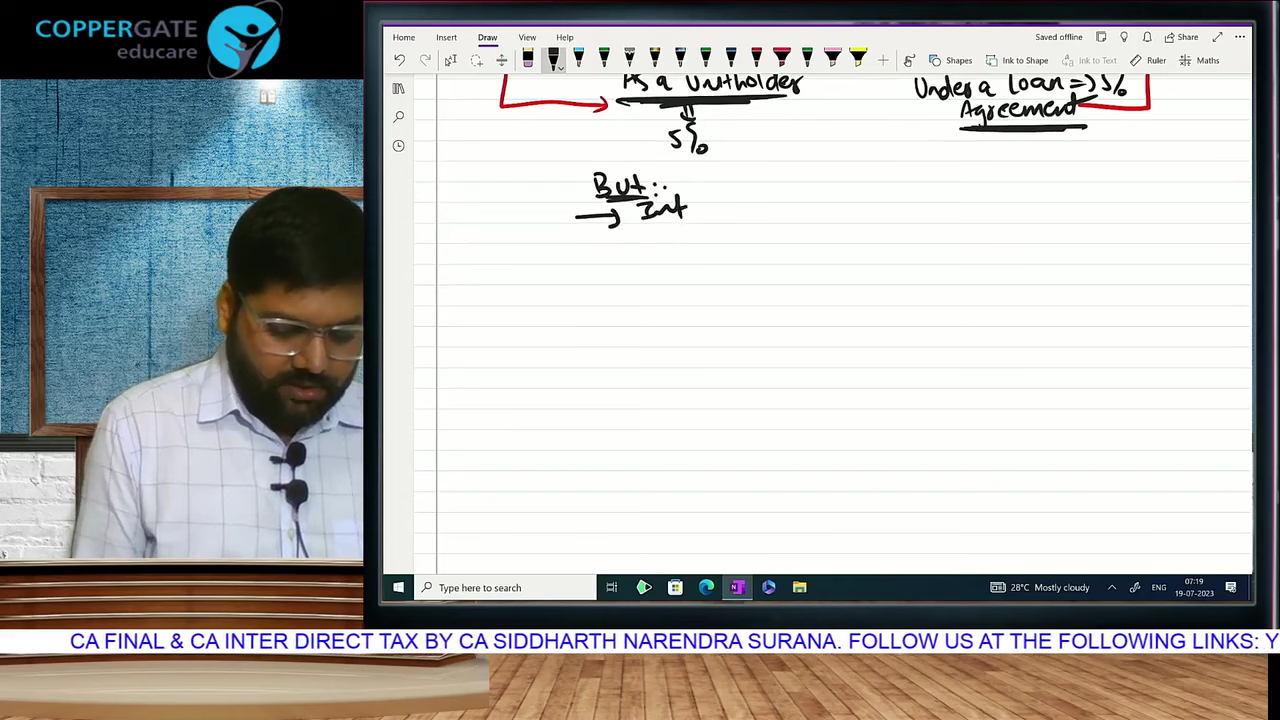 COPPERGATE
educare
Home Insert Draw View Help
Saved offline
Share
Shapes Ink to Shape Ink to Text Ruler Maths
As a Unitholder
5%
Under a Loan => 5%
Agreement
But:
→ Int
Type here to search
28°C Mostly cloudy
ENG
07:19
19-07-2023
CA FINAL & CA INTER DIRECT TAX BY CA SIDDHARTH NARENDRA SURANA. FOLLOW US AT THE FOLLOWING LINKS: Y